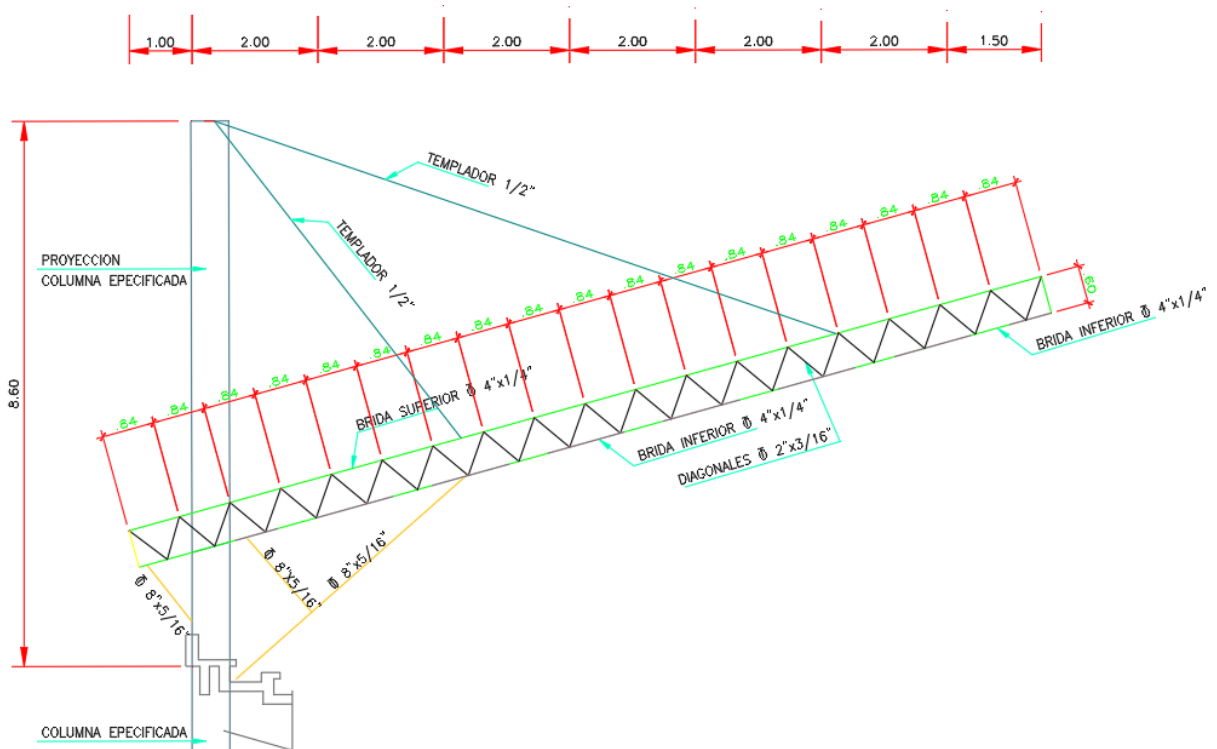 1.00 2.00 2.00 2.00 2.00 2.00 2.00 1.50
TEMPLADOR 1/2"
TEMPLADOR 1/2"
PROYECCION
COLUMNA EPECIFICADA
8.60
.84 .84 .84 .84 .84 .84 .84 .84 .84 .84 .84 .84 .84 .84 .84 .84 .84 .84
.60
BRIDA INFERIOR Ф 4"x1/4"
BRIDA SUPERIOR Ф 4"x1/4"
BRIDA INFERIOR Ф 4"x1/4"
DIAGONALES Ф 2"x3/16"
Ф 8"x5/16"
Ф 8"x5/16"
Ф 8"x5/16"
COLUMNA EPECIFICADA